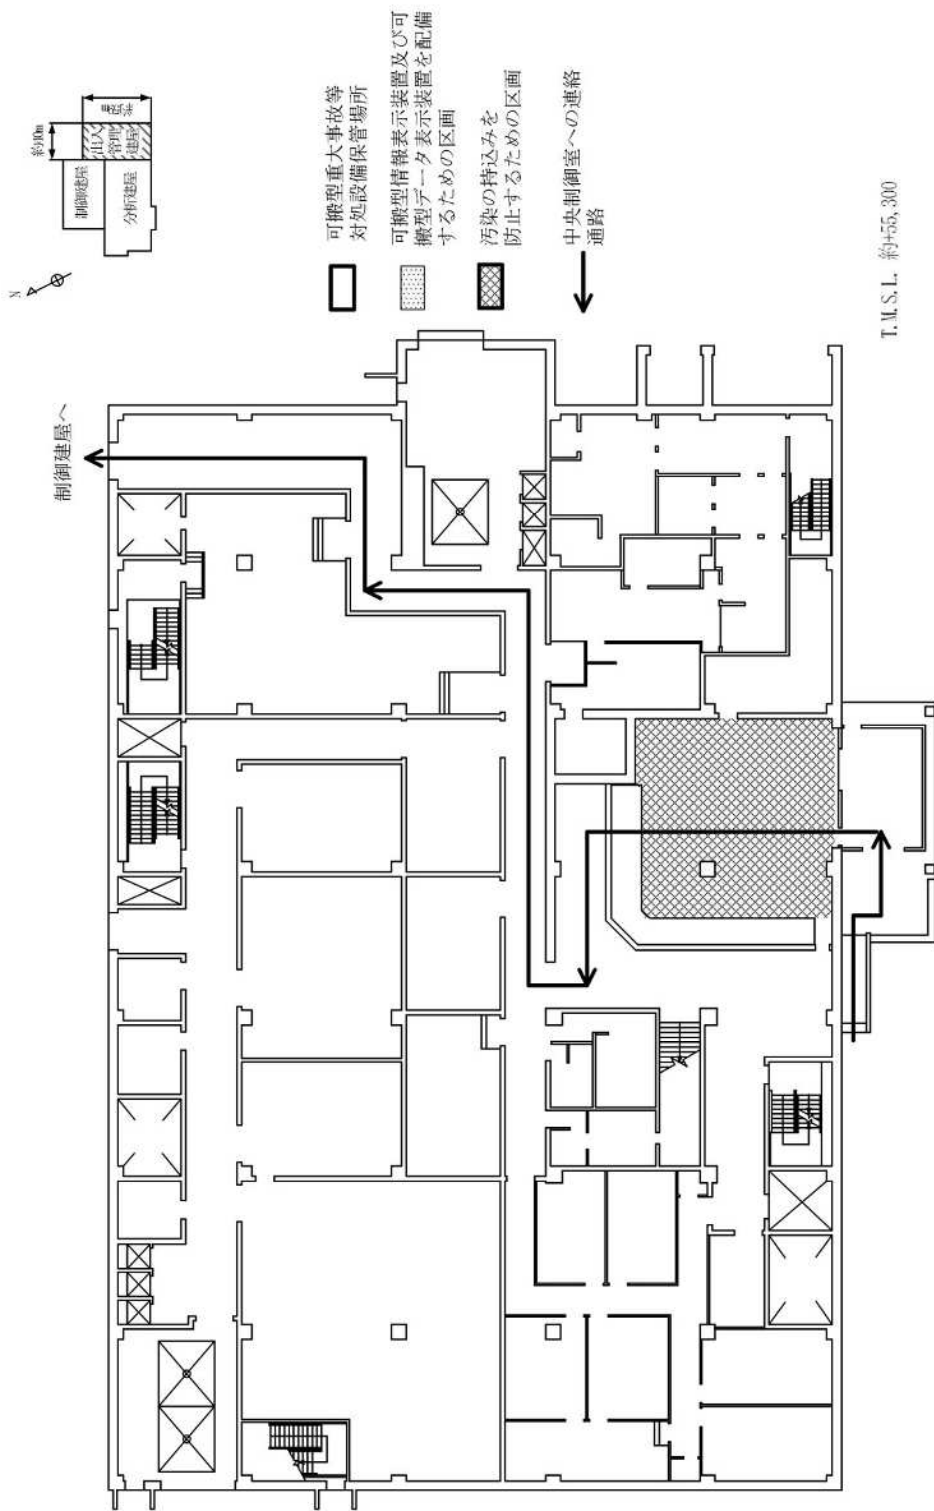 N
制御建屋
分析建屋
出入
管理
建屋
可搬型重大事故等
対処設備保管場所
可搬型情報表示装置及び可
搬型データ表示装置を配備
するための区画
汚染の持込みを
防止するための区画
中央制御室への連絡
通路
制御建屋へ
T.M.S.L. 約+55,300